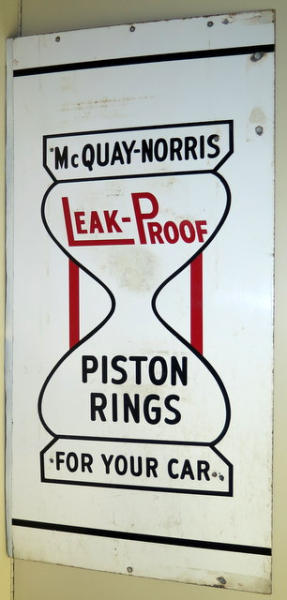 McQUAY-NORRIS
LEAK-PROOF
PISTON
RINGS
FOR YOUR CAR